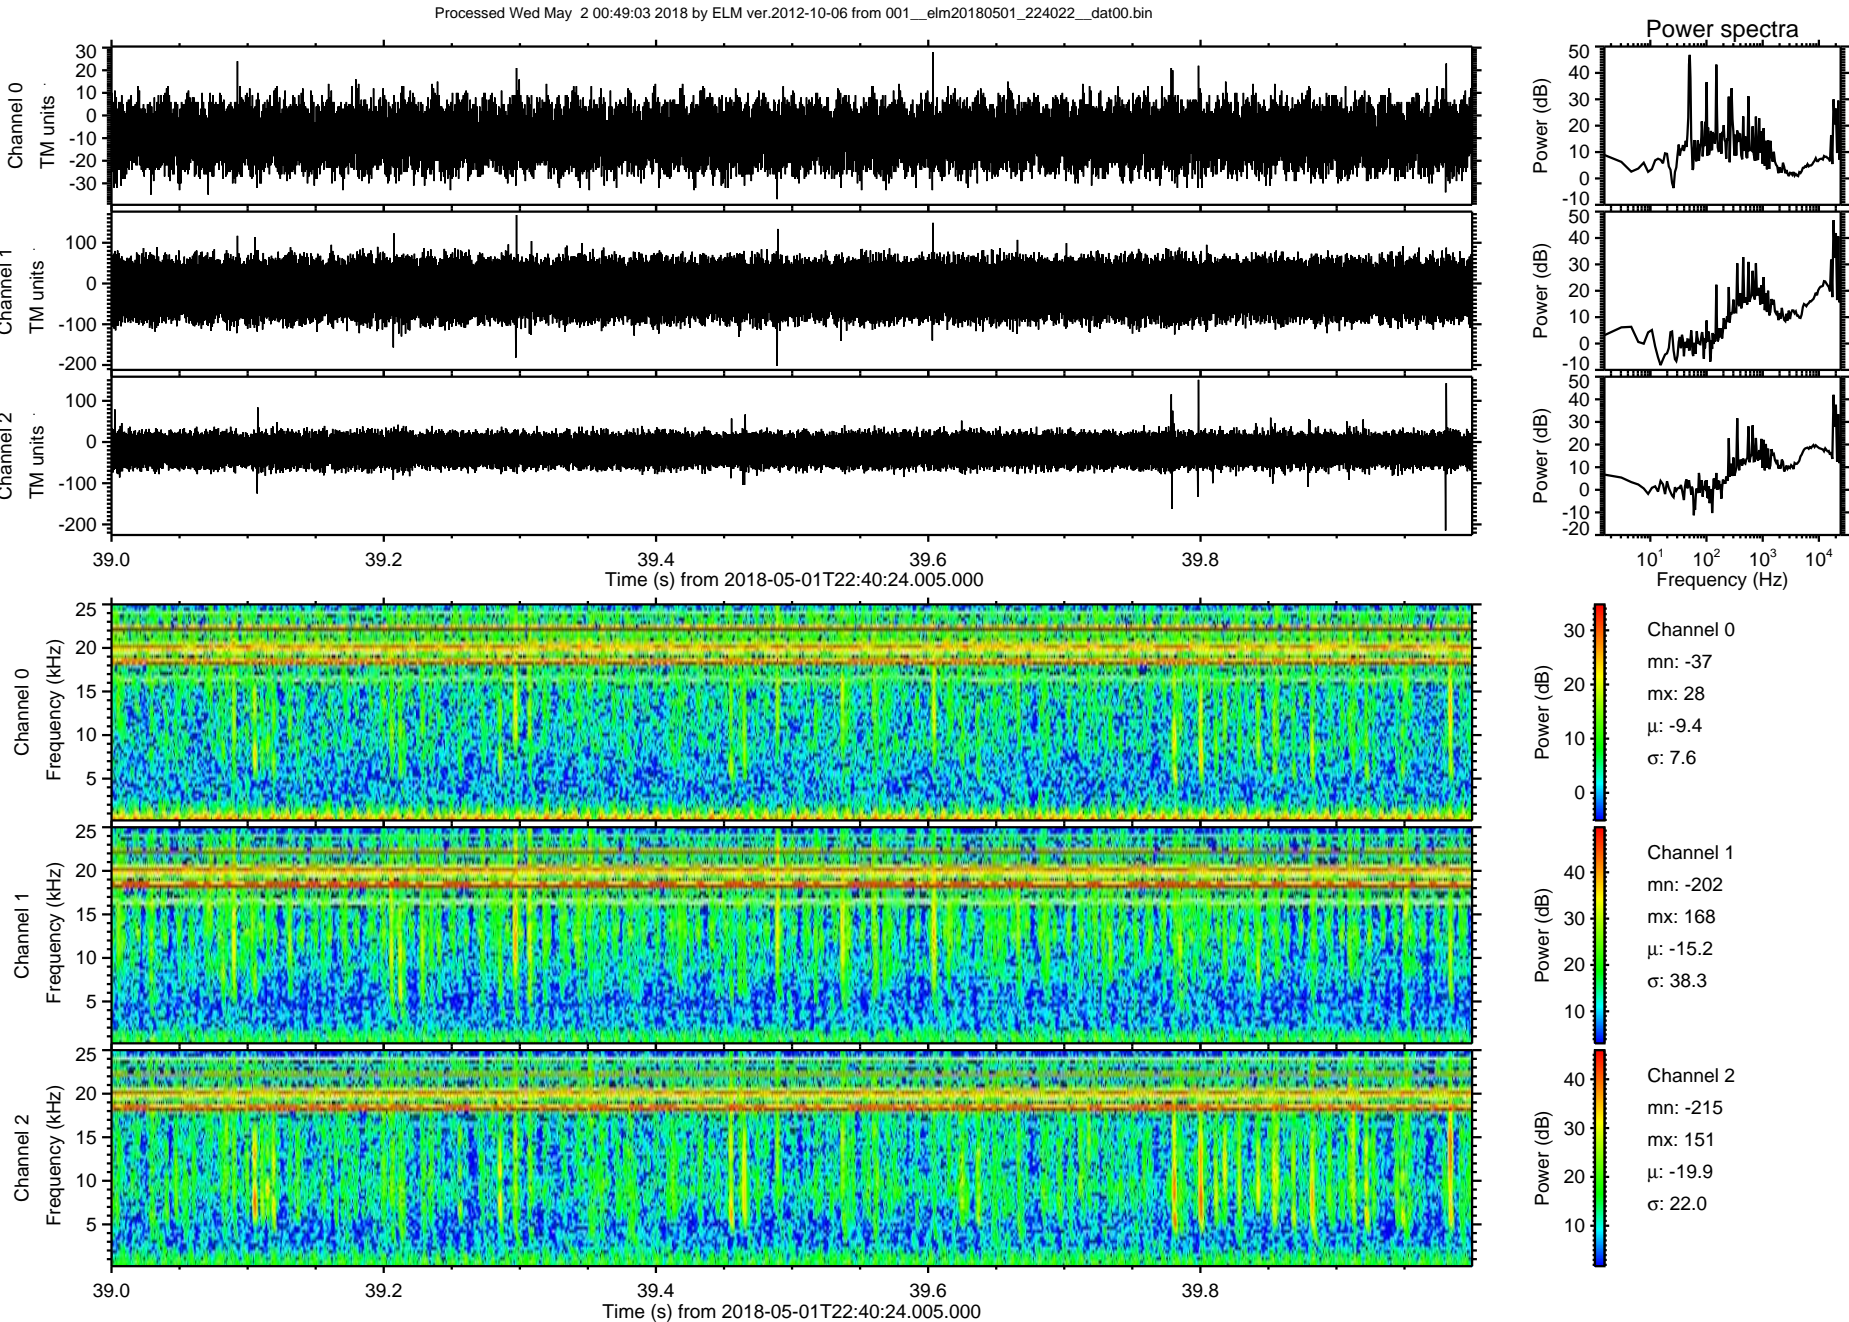 Processed Wed May  2 00:49:03 2018 by ELM ver.2012-10-06 from 001__elm20180501_224022__dat00.bin
Power spectra
Channel 0
TM units
30
20
10
0
-10
-20
-30
Power (dB)
50
40
30
20
10
0
-10
Channel 1
TM units
100
0
-100
-200
Power (dB)
50
40
30
20
10
0
-10
Channel 2
TM units
100
0
-100
-200
Power (dB)
50
40
30
20
10
0
-10
-20
39.0 39.2 39.4 39.6 39.8
Time (s) from 2018-05-01T22:40:24.005.000
10¹ 10² 10³ 10⁴
Frequency (Hz)
Channel 0
Frequency (kHz)
25
20
15
10
5
Power (dB)
30
20
10
0
Channel 0
mn: -37
mx: 28
μ: -9.4
σ: 7.6
Channel 1
Frequency (kHz)
25
20
15
10
5
Power (dB)
40
30
20
10
Channel 1
mn: -202
mx: 168
μ: -15.2
σ: 38.3
Channel 2
Frequency (kHz)
25
20
15
10
5
Power (dB)
40
30
20
10
Channel 2
mn: -215
mx: 151
μ: -19.9
σ: 22.0
39.0 39.2 39.4 39.6 39.8
Time (s) from 2018-05-01T22:40:24.005.000